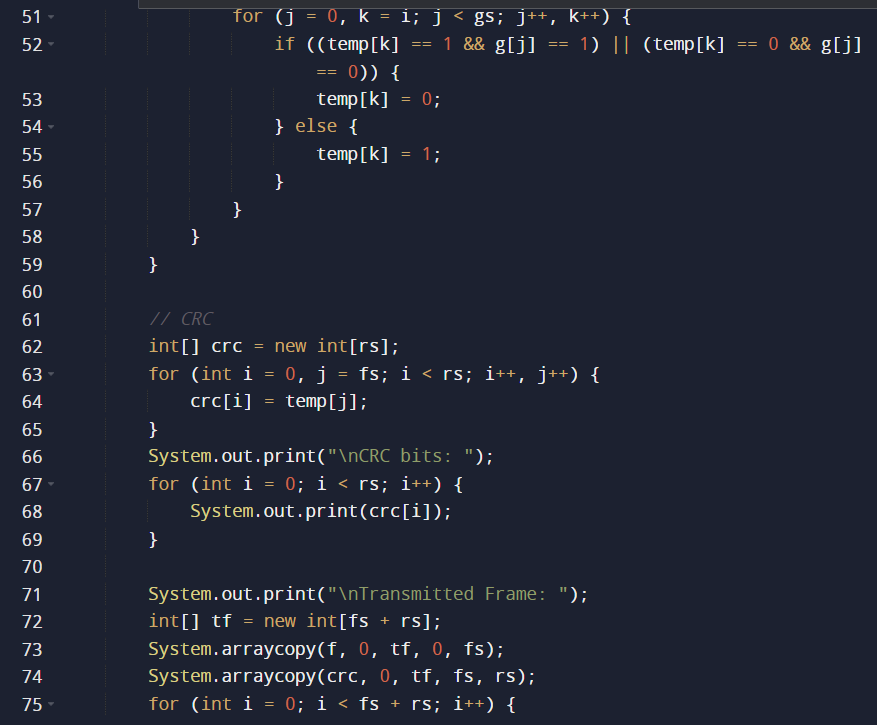 51 for (j = 0, k = i; j < gs; j++, k++) {
52 if ((temp[k] == 1 && g[j] == 1) || (temp[k] == 0 && g[j]
== 0)) {
53 temp[k] = 0;
54 } else {
55 temp[k] = 1;
56 }
57 }
58 }
59 }
60
61 // CRC
62 int[] crc = new int[rs];
63 for (int i = 0, j = fs; i < rs; i++, j++) {
64 crc[i] = temp[j];
65 }
66 System.out.print("\nCRC bits: ");
67 for (int i = 0; i < rs; i++) {
68 System.out.print(crc[i]);
69 }
70
71 System.out.print("\nTransmitted Frame: ");
72 int[] tf = new int[fs + rs];
73 System.arraycopy(f, 0, tf, 0, fs);
74 System.arraycopy(crc, 0, tf, fs, rs);
75 for (int i = 0; i < fs + rs; i++) {